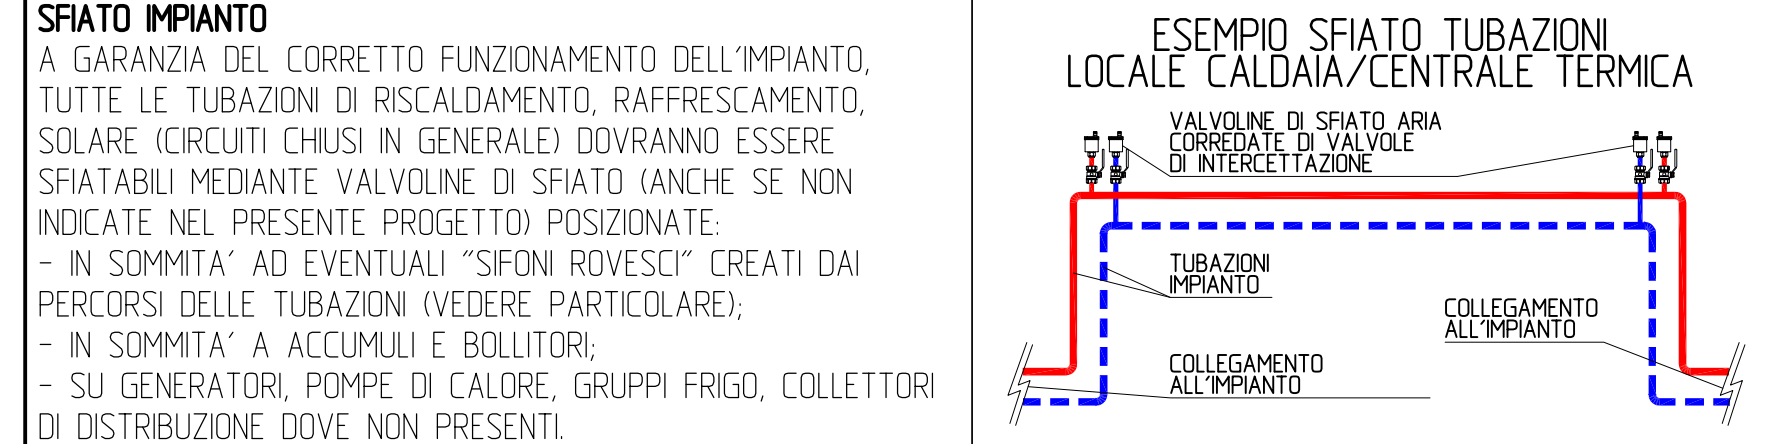 SFIATO IMPIANTO
A GARANZIA DEL CORRETTO FUNZIONAMENTO DELL'IMPIANTO,
TUTTE LE TUBAZIONI DI RISCALDAMENTO, RAFFRESCAMENTO,
SOLARE (CIRCUITI CHIUSI IN GENERALE) DOVRANNO ESSERE
SFIATABILI MEDIANTE VALVOLINE DI SFIATO (ANCHE SE NON
INDICATE NEL PRESENTE PROGETTO) POSIZIONATE:
- IN SOMMITA' AD EVENTUALI "SIFONI ROVESCI" CREATI DAI
PERCORSI DELLE TUBAZIONI (VEDERE PARTICOLARE);
- IN SOMMITA' A ACCUMULI E BOLLITORI;
- SU GENERATORI, POMPE DI CALORE, GRUPPI FRIGO, COLLETTORI
DI DISTRIBUZIONE DOVE NON PRESENTI.
ESEMPIO SFIATO TUBAZIONI
LOCALE CALDAIA/CENTRALE TERMICA
VALVOLINE DI SFIATO ARIA
CORREDATE DI VALVOLE
DI INTERCETTAZIONE
TUBAZIONI
IMPIANTO
COLLEGAMENTO
ALL'IMPIANTO
COLLEGAMENTO
ALL'IMPIANTO